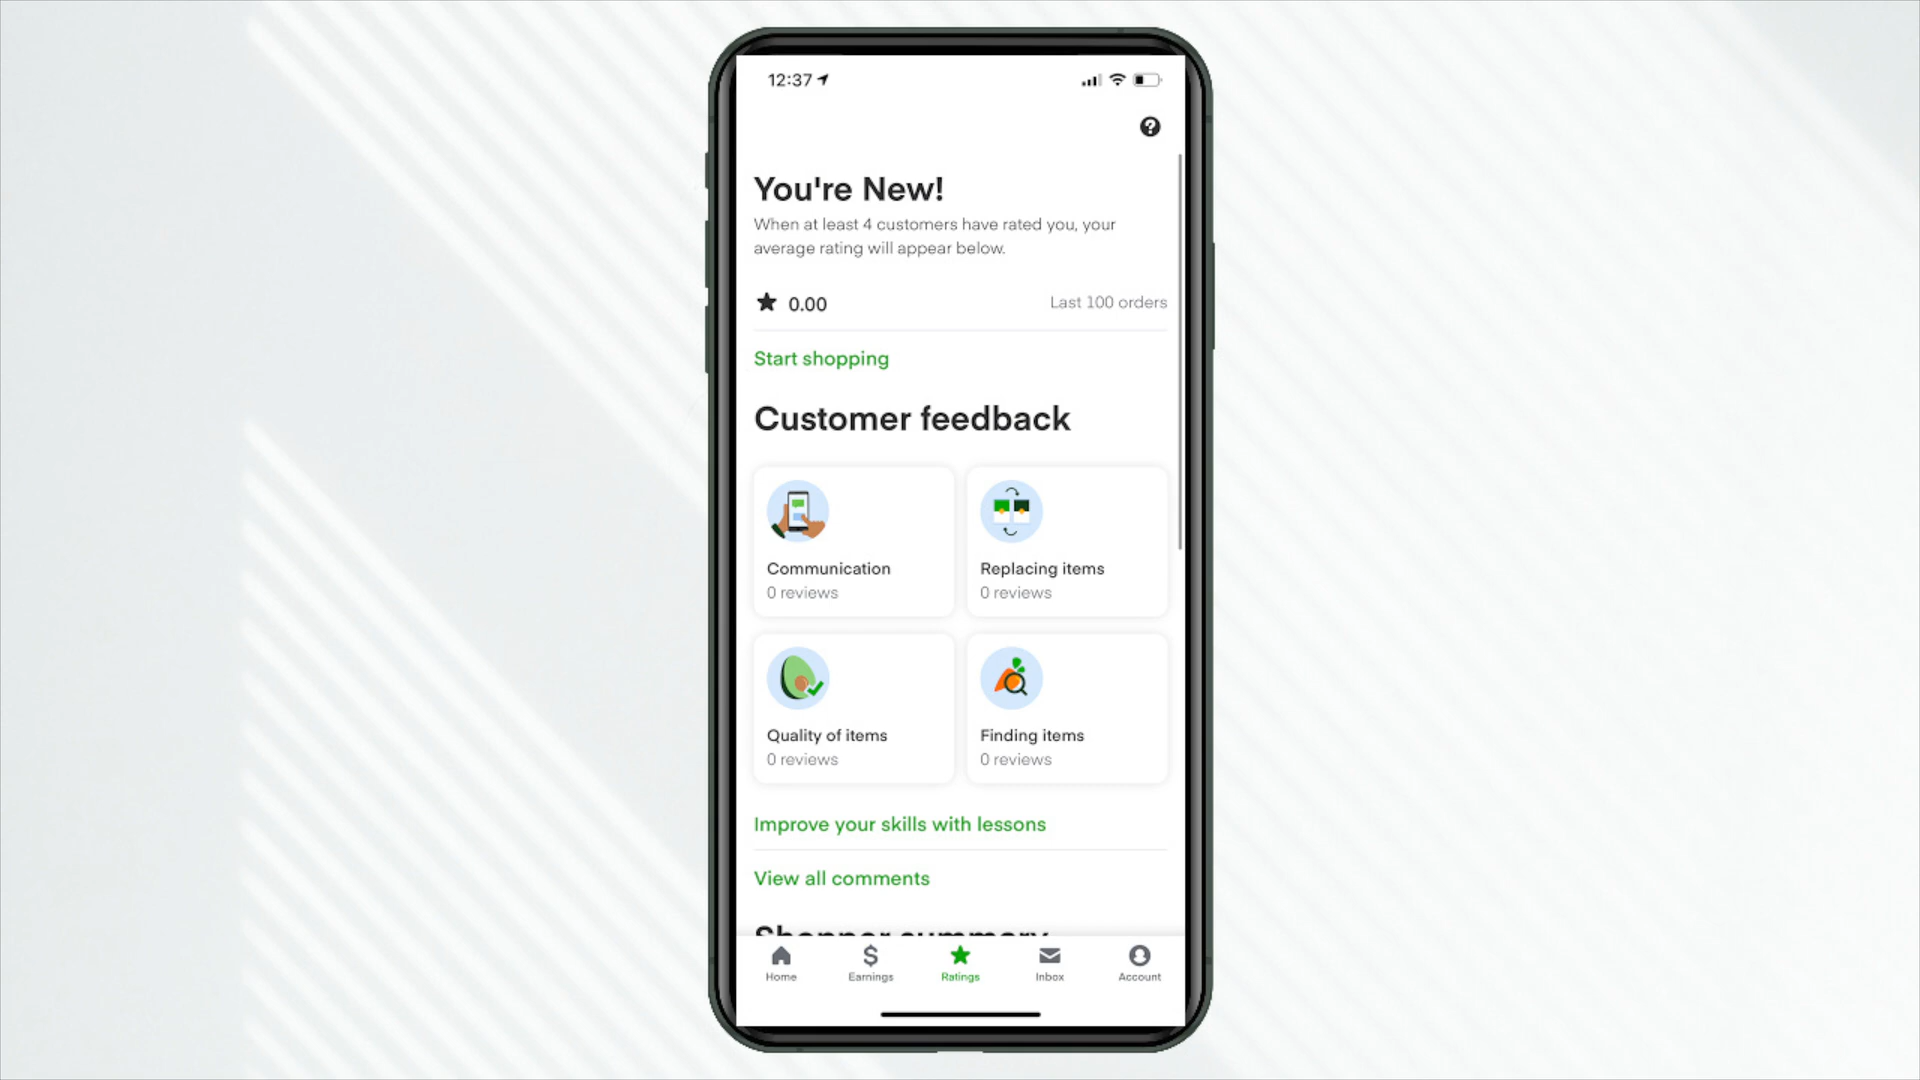 12:37
You're New!
When at least 4 customers have rated you, your
average rating will appear below.
0.00
Last 100 orders
Start shopping
Customer feedback
Communication
0 reviews
Replacing items
0 reviews
Quality of items
0 reviews
Finding items
0 reviews
Improve your skills with lessons
View all comments
Shopper summary
Home
Earnings
Ratings
Inbox
Account